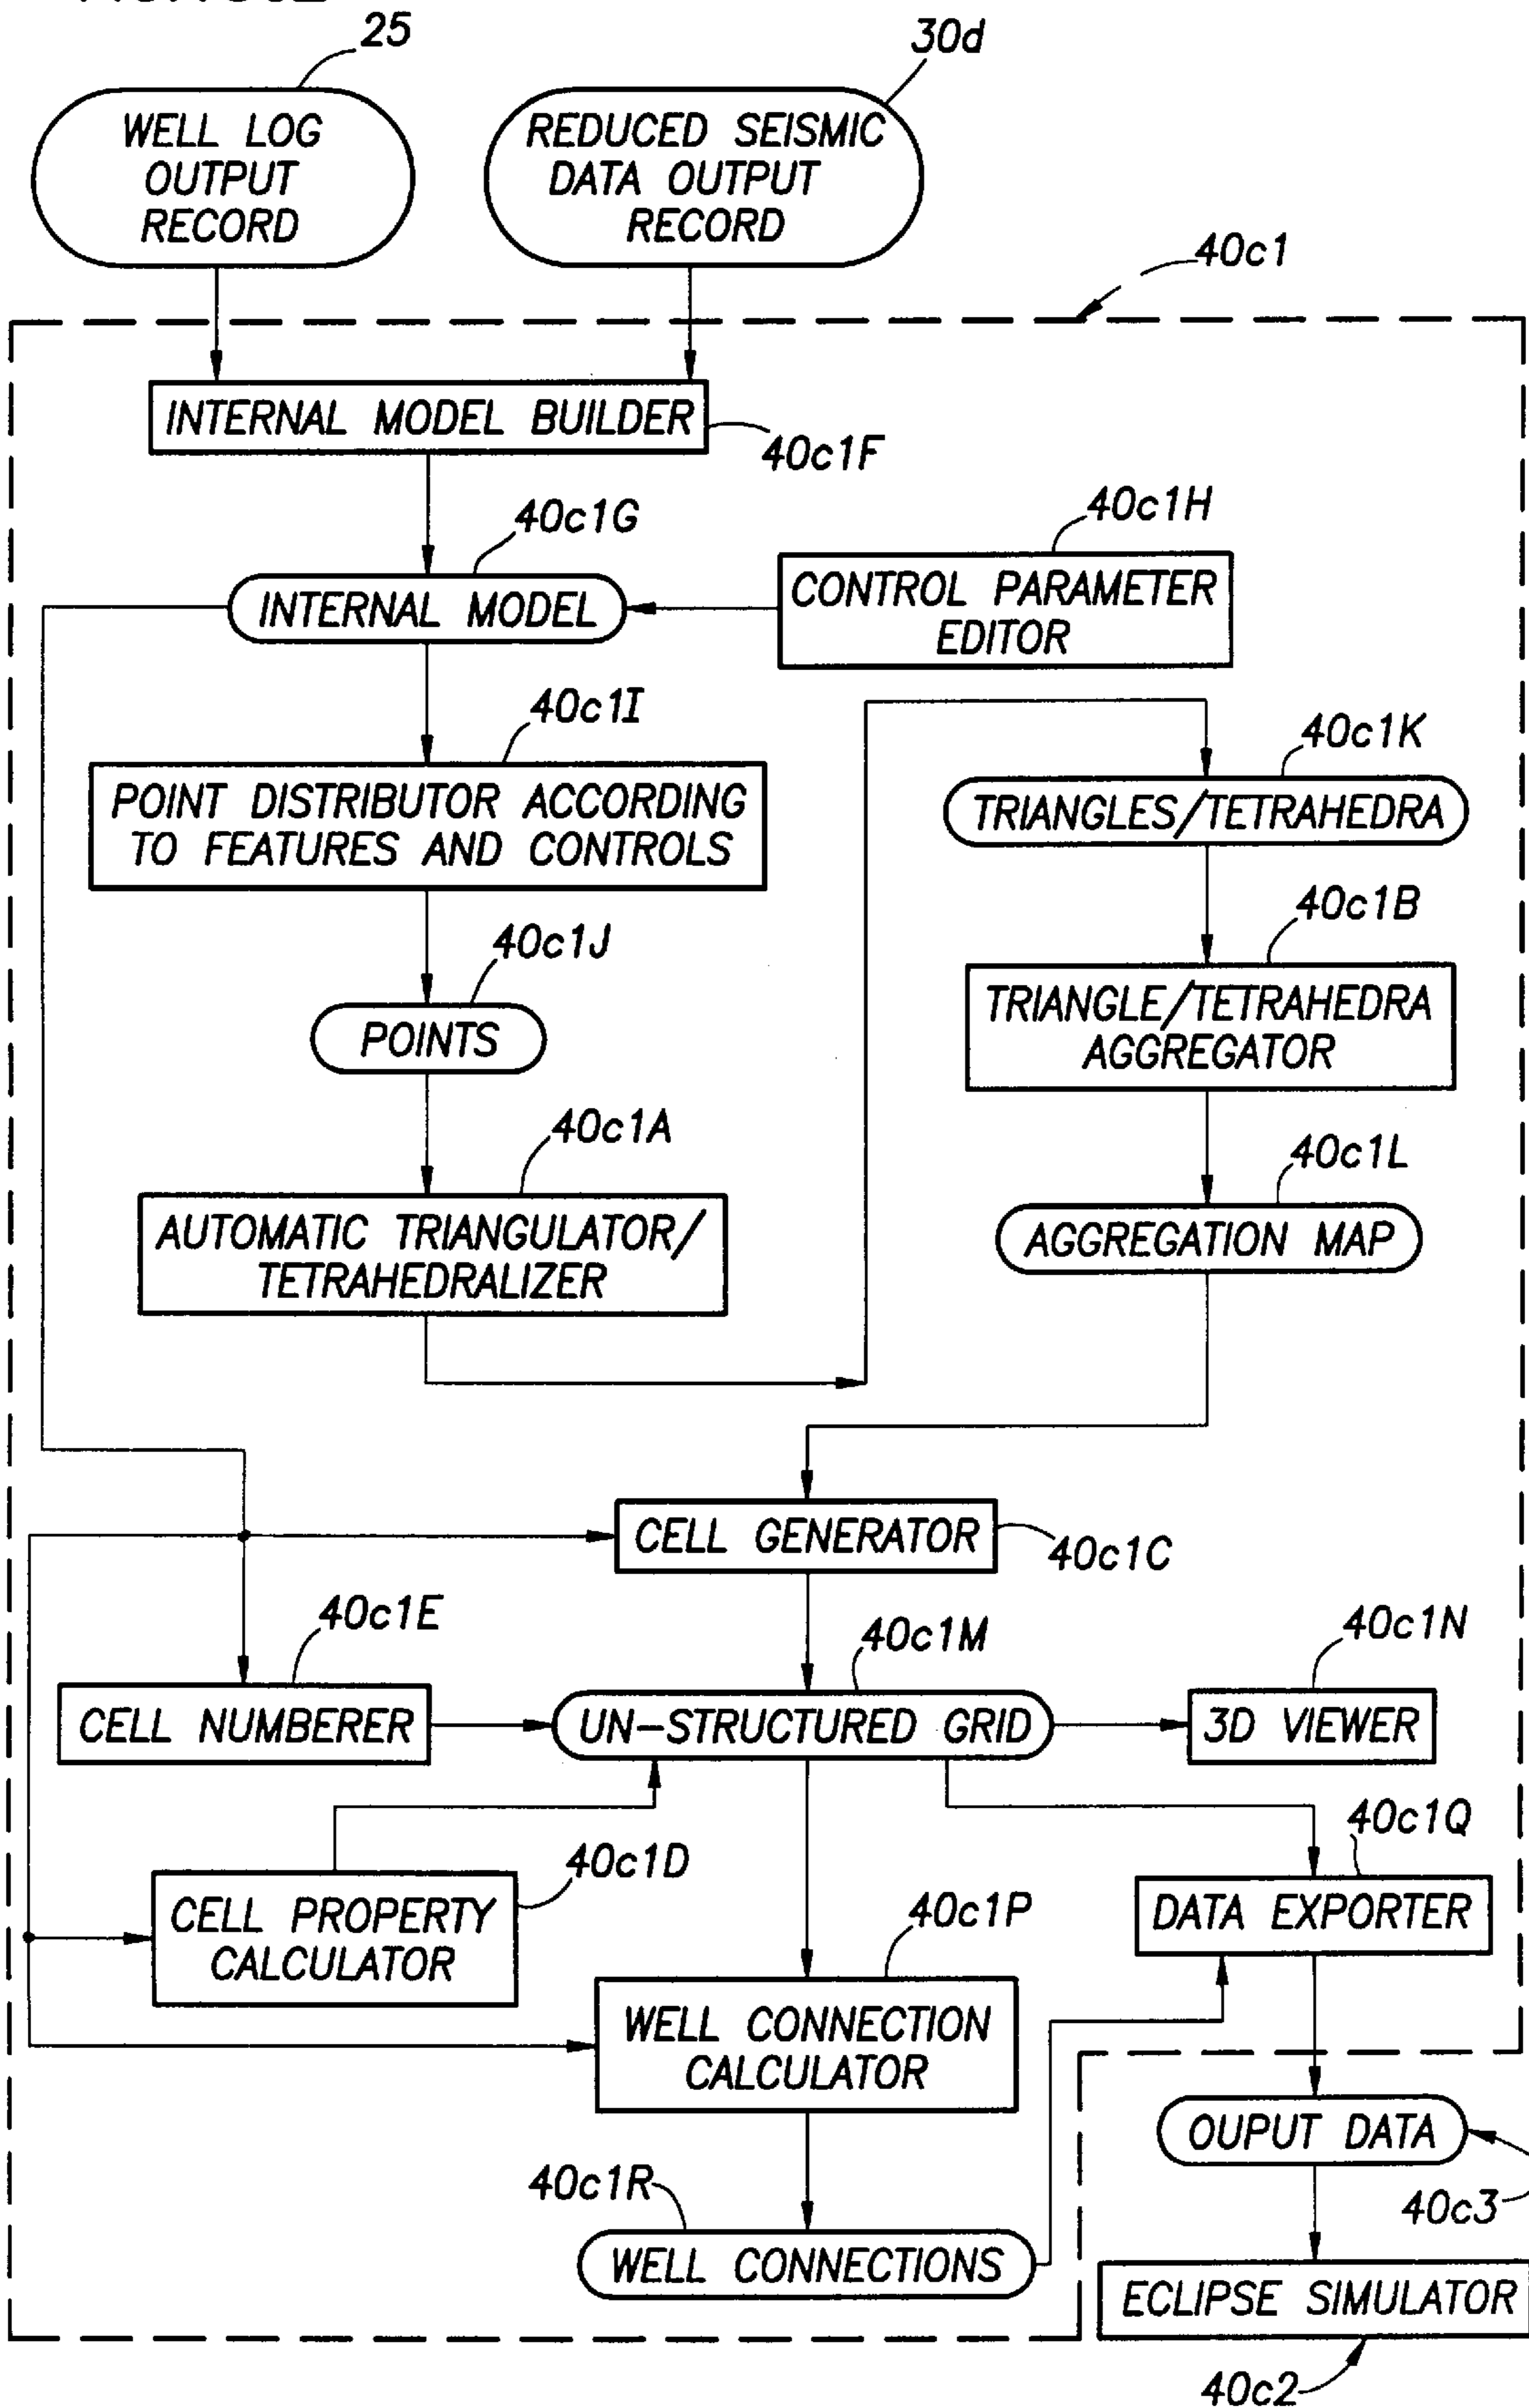 25
30d
WELL LOG
OUTPUT
RECORD
REDUCED SEISMIC
DATA OUTPUT
RECORD
40c1
INTERNAL MODEL BUILDER
40c1F
40c1G
40c1H
INTERNAL MODEL
CONTROL PARAMETER
EDITOR
40c1I
40c1K
POINT DISTRIBUTOR ACCORDING
TO FEATURES AND CONTROLS
TRIANGLES/TETRAHEDRA
40c1B
40c1J
TRIANGLE/TETRAHEDRA
AGGREGATOR
POINTS
40c1A
40c1L
AUTOMATIC TRIANGULATOR/
TETRAHEDRALIZER
AGGREGATION MAP
CELL GENERATOR
40c1C
40c1E
40c1M
40c1N
CELL NUMBERER
UN-STRUCTURED GRID
3D VIEWER
40c1D
40c1Q
CELL PROPERTY
CALCULATOR
40c1P
DATA EXPORTER
WELL CONNECTION
CALCULATOR
OUPUT DATA
40c1R
40c3
WELL CONNECTIONS
ECLIPSE SIMULATOR
40c2